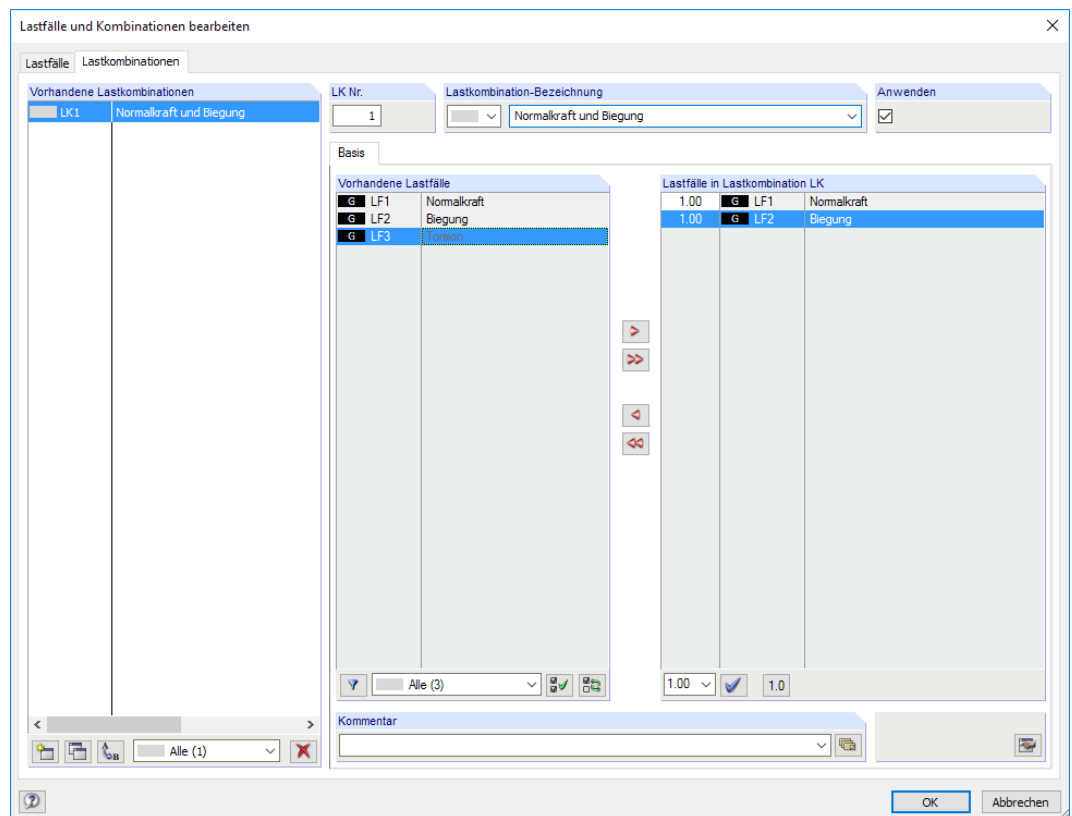 Lastfälle und Kombinationen bearbeiten
Lastfälle Lastkombinationen
Vorhandene Lastkombinationen
LK1 Normalkraft und Biegung
LK Nr.
1
Lastkombination-Bezeichnung
Normalkraft und Biegung
Anwenden
Basis
Vorhandene Lastfälle
G LF1 Normalkraft
G LF2 Biegung
G LF3 Torsion
Lastfälle in Lastkombination LK
1.00 G LF1 Normalkraft
1.00 G LF2 Biegung
Alle (3)
1.00 1.0
Kommentar
A B Alle (1)
OK Abbrechen